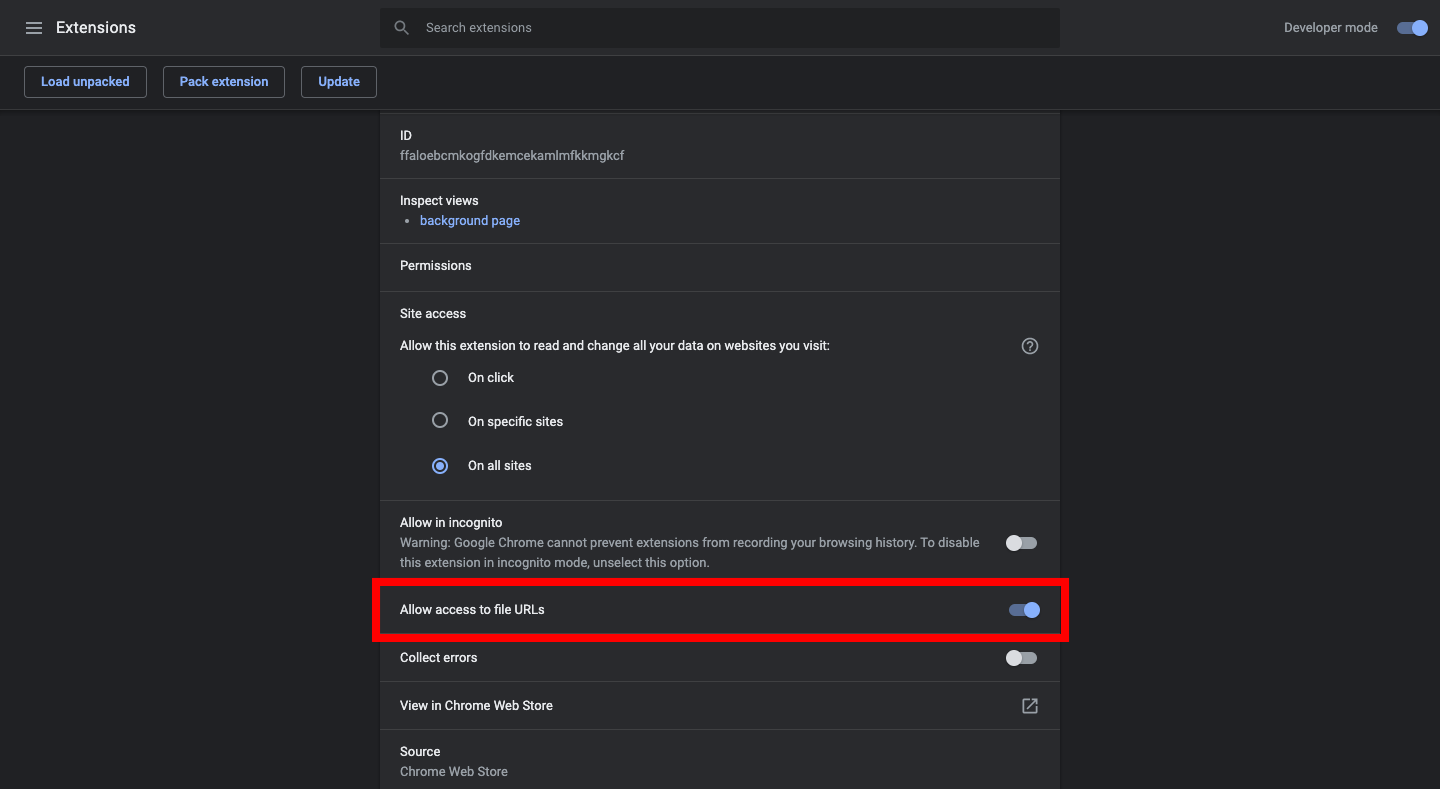 Extensions
Search extensions
Developer mode
Load unpacked
Pack extension
Update
ID
ffaloebcmkogfdkemcekamlmfkkmgkcf
Inspect views
background page
Permissions
Site access
Allow this extension to read and change all your data on websites you visit:
On click
On specific sites
On all sites
Allow in incognito
Warning: Google Chrome cannot prevent extensions from recording your browsing history. To disable
this extension in incognito mode, unselect this option.
Allow access to file URLs
Collect errors
View in Chrome Web Store
Source
Chrome Web Store